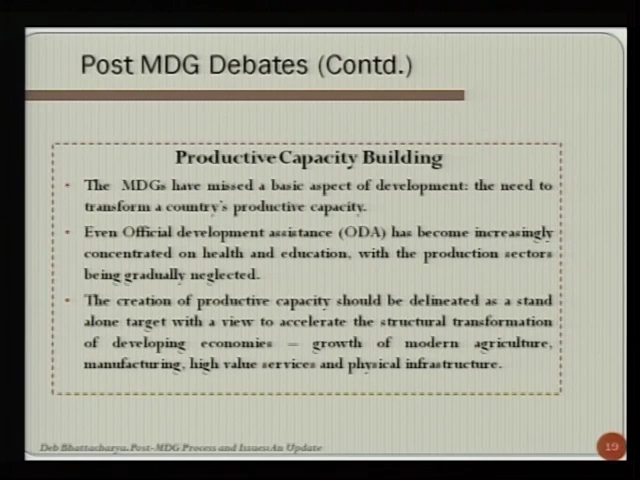 Post MDG Debates (Contd.)
Productive Capacity Building
• The MDGs have missed a basic aspect of development: the need to
transform a country's productive capacity.
• Even Official development assistance (ODA) has become increasingly
concentrated on health and education, with the production sectors
being gradually neglected.
• The creation of productive capacity should be delineated as a stand
alone target with a view to accelerate the structural transformation
of developing economies – growth of modern agriculture,
manufacturing, high value services and physical infrastructure.
Deb Bhattacharya. Post-MDG Process and Issues: An Update
19